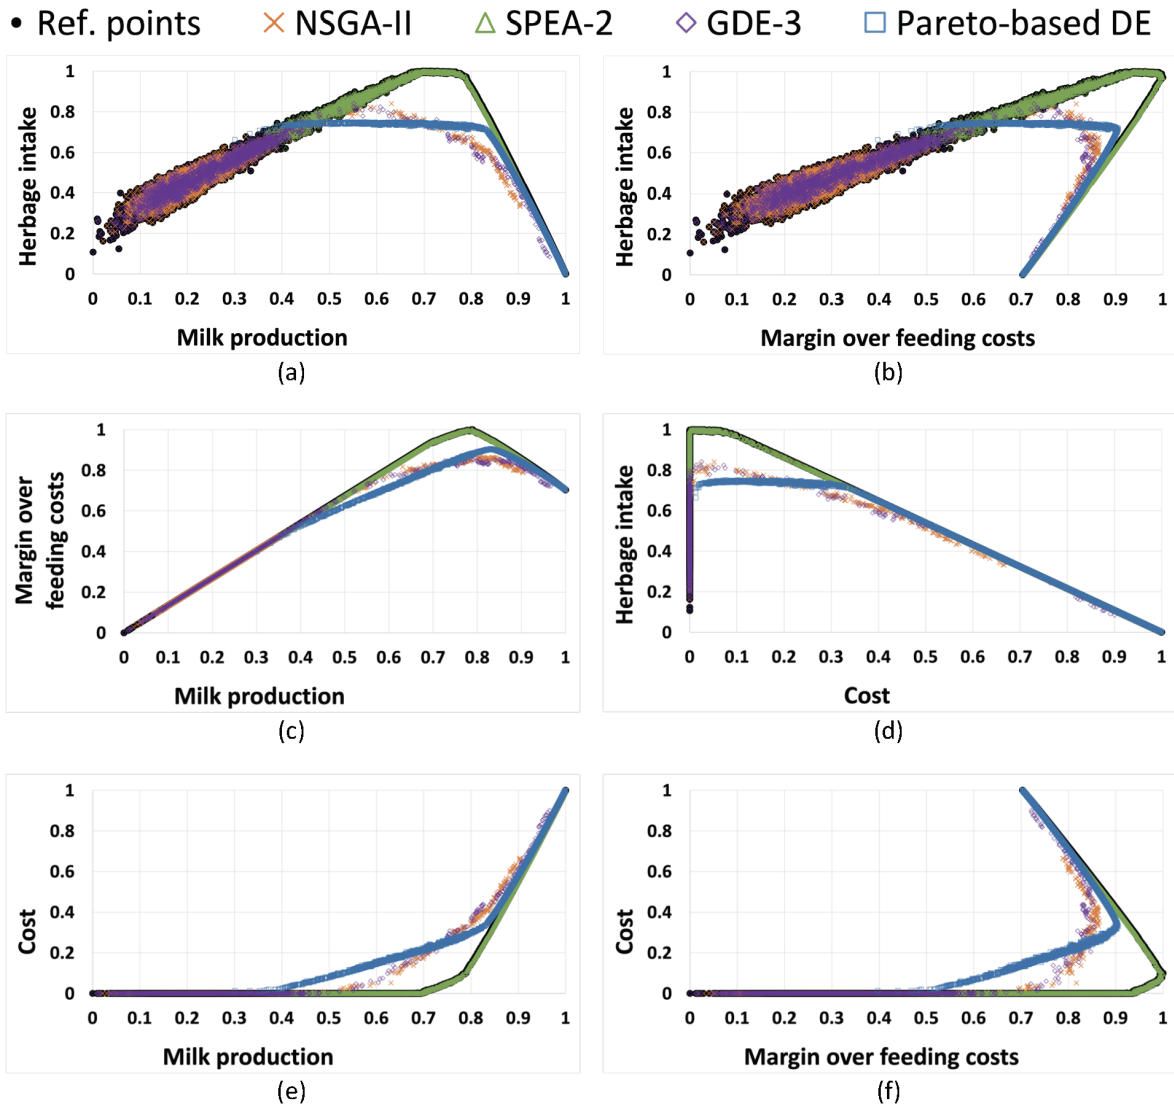 Ref. points NSGA-II SPEA-2 GDE-3 Pareto-based DE
Herbage intake
1
0.8
0.6
0.4
0.2
0
0 0.1 0.2 0.3 0.4 0.5 0.6 0.7 0.8 0.9 1
Milk production
(a)
Herbage intake
1
0.8
0.6
0.4
0.2
0
0 0.1 0.2 0.3 0.4 0.5 0.6 0.7 0.8 0.9 1
Margin over feeding costs
(b)
Margin over
feeding costs
1
0.8
0.6
0.4
0.2
0
0 0.1 0.2 0.3 0.4 0.5 0.6 0.7 0.8 0.9 1
Milk production
(c)
Herbage intake
1
0.8
0.6
0.4
0.2
0
0 0.1 0.2 0.3 0.4 0.5 0.6 0.7 0.8 0.9 1
Cost
(d)
Cost
1
0.8
0.6
0.4
0.2
0
0 0.1 0.2 0.3 0.4 0.5 0.6 0.7 0.8 0.9 1
Milk production
(e)
Cost
1
0.8
0.6
0.4
0.2
0
0 0.1 0.2 0.3 0.4 0.5 0.6 0.7 0.8 0.9 1
Margin over feeding costs
(f)